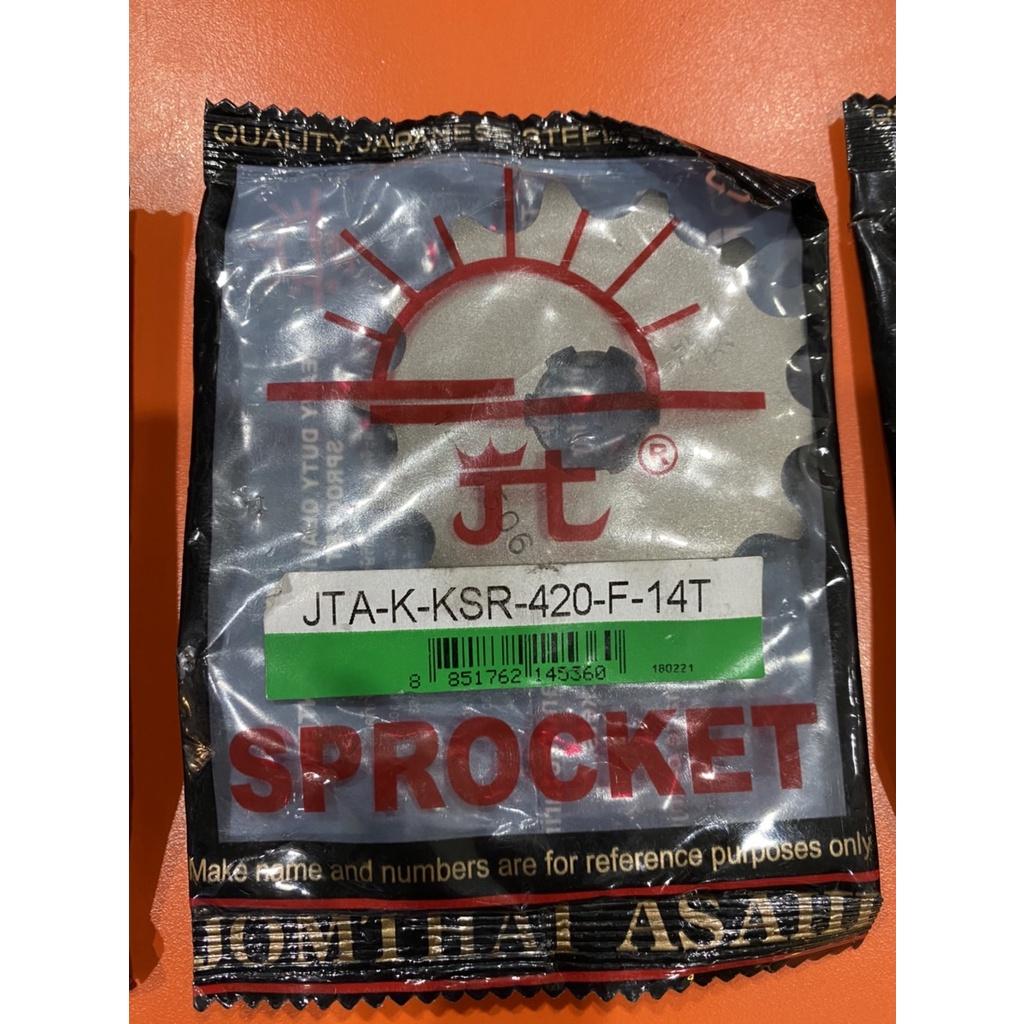 QUALITY JAPANESE STEEL
Jt®
106
JTA-K-KSR-420-F-14T
8 851762 145360
180221
SPROCKET
Make name and numbers are for reference purposes only
JOMTHAI ASAHI